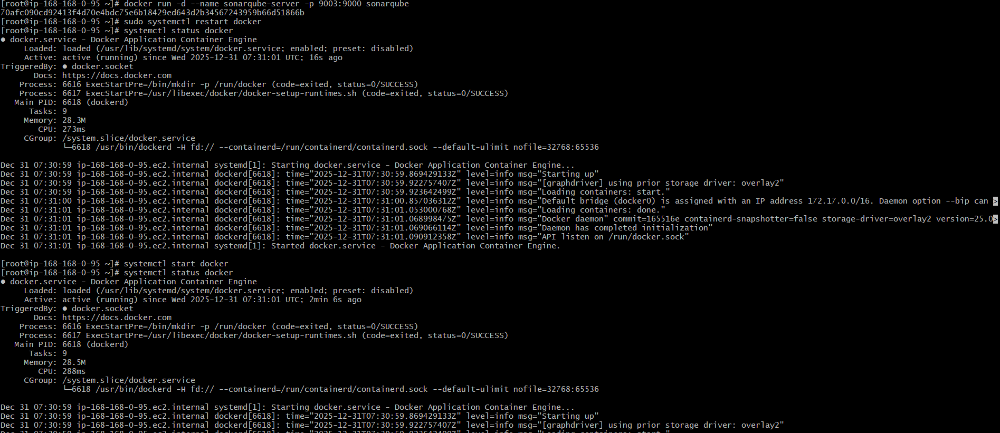 [root@ip-168-168-0-95 ~]# docker run -d --name sonarqube-server -p 9003:9000 sonarqube
70afc090cd92413f4d70e4bdc75e6b18429ed643d2b34567243959b66d51866b
[root@ip-168-168-0-95 ~]# sudo systemctl restart docker
[root@ip-168-168-0-95 ~]# systemctl status docker
● docker.service - Docker Application Container Engine
     Loaded: loaded (/usr/lib/systemd/system/docker.service; enabled; preset: disabled)
     Active: active (running) since Wed 2025-12-31 07:31:01 UTC; 16s ago
TriggeredBy: ● docker.socket
       Docs: https://docs.docker.com
    Process: 6616 ExecStartPre=/bin/mkdir -p /run/docker (code=exited, status=0/SUCCESS)
    Process: 6617 ExecStartPre=/usr/libexec/docker/docker-setup-runtimes.sh (code=exited, status=0/SUCCESS)
   Main PID: 6618 (dockerd)
      Tasks: 9
     Memory: 28.3M
        CPU: 273ms
     CGroup: /system.slice/docker.service
             └─6618 /usr/bin/dockerd -H fd:// --containerd=/run/containerd/containerd.sock --default-ulimit nofile=32768:65536
Dec 31 07:30:59 ip-168-168-0-95.ec2.internal systemd[1]: Starting docker.service - Docker Application Container Engine...
Dec 31 07:30:59 ip-168-168-0-95.ec2.internal dockerd[6618]: time="2025-12-31T07:30:59.869429133Z" level=info msg="Starting up"
Dec 31 07:30:59 ip-168-168-0-95.ec2.internal dockerd[6618]: time="2025-12-31T07:30:59.922757407Z" level=info msg="[graphdriver] using prior storage driver: overlay2"
Dec 31 07:30:59 ip-168-168-0-95.ec2.internal dockerd[6618]: time="2025-12-31T07:30:59.923642499Z" level=info msg="Loading containers: start."
Dec 31 07:31:00 ip-168-168-0-95.ec2.internal dockerd[6618]: time="2025-12-31T07:31:00.857036312Z" level=info msg="Default bridge (docker0) is assigned with an IP address 172.17.0.0/16. Daemon option --bip can >
Dec 31 07:31:01 ip-168-168-0-95.ec2.internal dockerd[6618]: time="2025-12-31T07:31:01.053000768Z" level=info msg="Loading containers: done."
Dec 31 07:31:01 ip-168-168-0-95.ec2.internal dockerd[6618]: time="2025-12-31T07:31:01.068998475Z" level=info msg="Docker daemon" commit=165516e containerd-snapshotter=false storage-driver=overlay2 version=25.0>
Dec 31 07:31:01 ip-168-168-0-95.ec2.internal dockerd[6618]: time="2025-12-31T07:31:01.069066114Z" level=info msg="Daemon has completed initialization"
Dec 31 07:31:01 ip-168-168-0-95.ec2.internal dockerd[6618]: time="2025-12-31T07:31:01.090912358Z" level=info msg="API listen on /run/docker.sock"
Dec 31 07:31:01 ip-168-168-0-95.ec2.internal systemd[1]: Started docker.service - Docker Application Container Engine.
[root@ip-168-168-0-95 ~]# systemctl start docker
[root@ip-168-168-0-95 ~]# systemctl status docker
● docker.service - Docker Application Container Engine
     Loaded: loaded (/usr/lib/systemd/system/docker.service; enabled; preset: disabled)
     Active: active (running) since Wed 2025-12-31 07:31:01 UTC; 2min 6s ago
TriggeredBy: ● docker.socket
       Docs: https://docs.docker.com
    Process: 6616 ExecStartPre=/bin/mkdir -p /run/docker (code=exited, status=0/SUCCESS)
    Process: 6617 ExecStartPre=/usr/libexec/docker/docker-setup-runtimes.sh (code=exited, status=0/SUCCESS)
   Main PID: 6618 (dockerd)
      Tasks: 9
     Memory: 28.5M
        CPU: 288ms
     CGroup: /system.slice/docker.service
             └─6618 /usr/bin/dockerd -H fd:// --containerd=/run/containerd/containerd.sock --default-ulimit nofile=32768:65536
Dec 31 07:30:59 ip-168-168-0-95.ec2.internal systemd[1]: Starting docker.service - Docker Application Container Engine...
Dec 31 07:30:59 ip-168-168-0-95.ec2.internal dockerd[6618]: time="2025-12-31T07:30:59.869429133Z" level=info msg="Starting up"
Dec 31 07:30:59 ip-168-168-0-95.ec2.internal dockerd[6618]: time="2025-12-31T07:30:59.922757407Z" level=info msg="[graphdriver] using prior storage driver: overlay2"